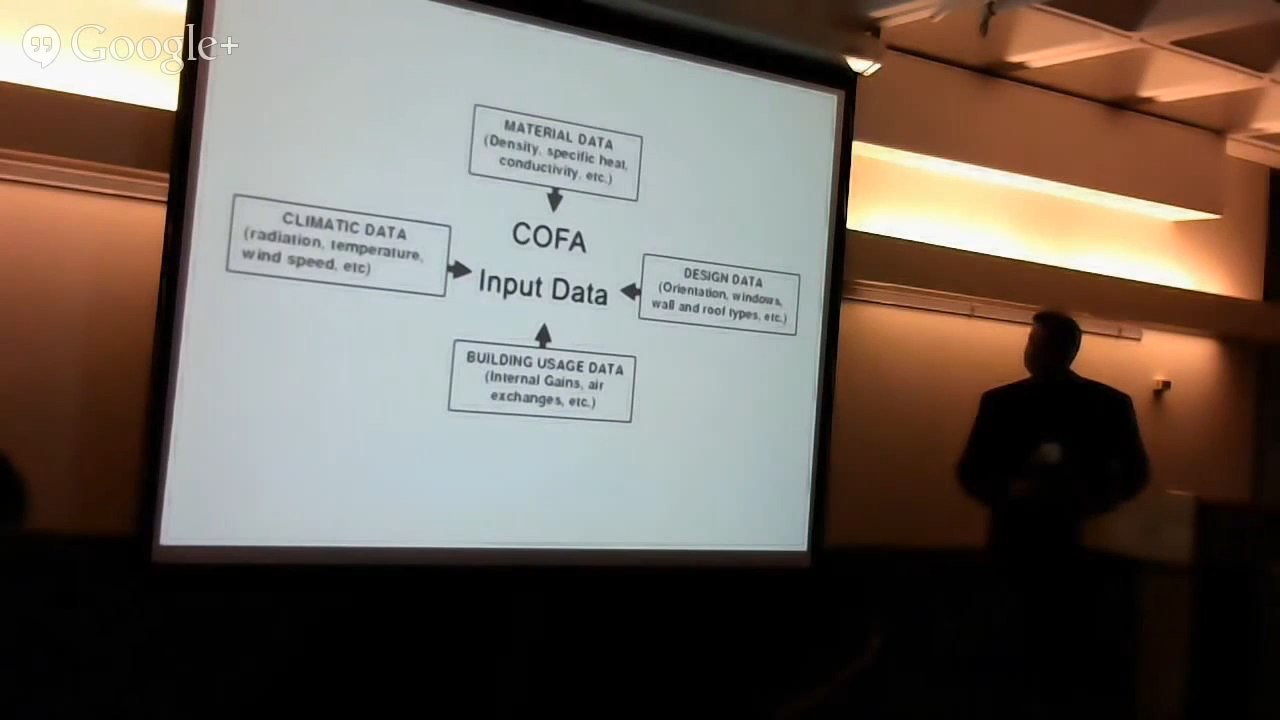 Google+
MATERIAL DATA
(Density, specific heat,
conductivity, etc.)
CLIMATIC DATA
(radiation, temperature,
wind speed, etc)
COFA
Input Data
DESIGN DATA
(Orientation, windows,
wall and roof types, etc.)
BUILDING USAGE DATA
(Internal Gains, air
exchanges, etc.)